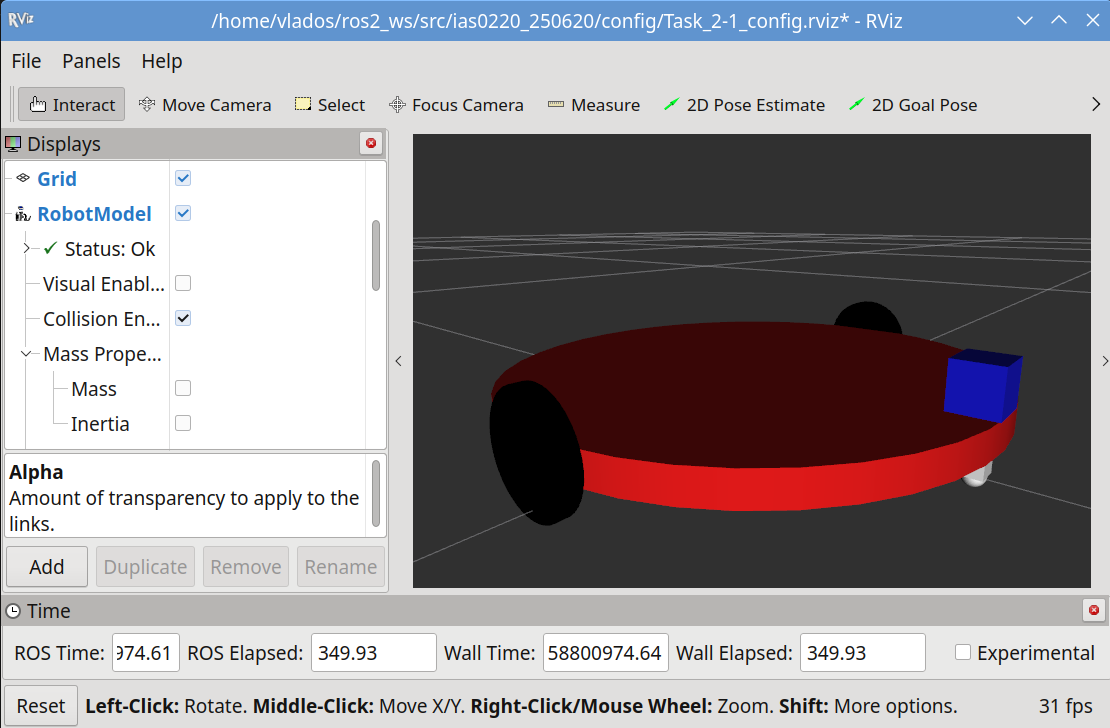 RViz
/home/vlados/ros2_ws/src/ias0220_250620/config/Task_2-1_config.rviz* - RViz
File Panels Help
Interact Move Camera Select Focus Camera Measure 2D Pose Estimate 2D Goal Pose
Displays
Grid
RobotModel
Status: Ok
Visual Enabl...
Collision En...
Mass Prope...
Mass
Inertia
Alpha
Amount of transparency to apply to the
links.
Add Duplicate Remove Rename
Time
ROS Time: 974.61 ROS Elapsed: 349.93 Wall Time: 58800974.64 Wall Elapsed: 349.93 Experimental
Reset Left-Click: Rotate. Middle-Click: Move X/Y. Right-Click/Mouse Wheel: Zoom. Shift: More options. 31 fps